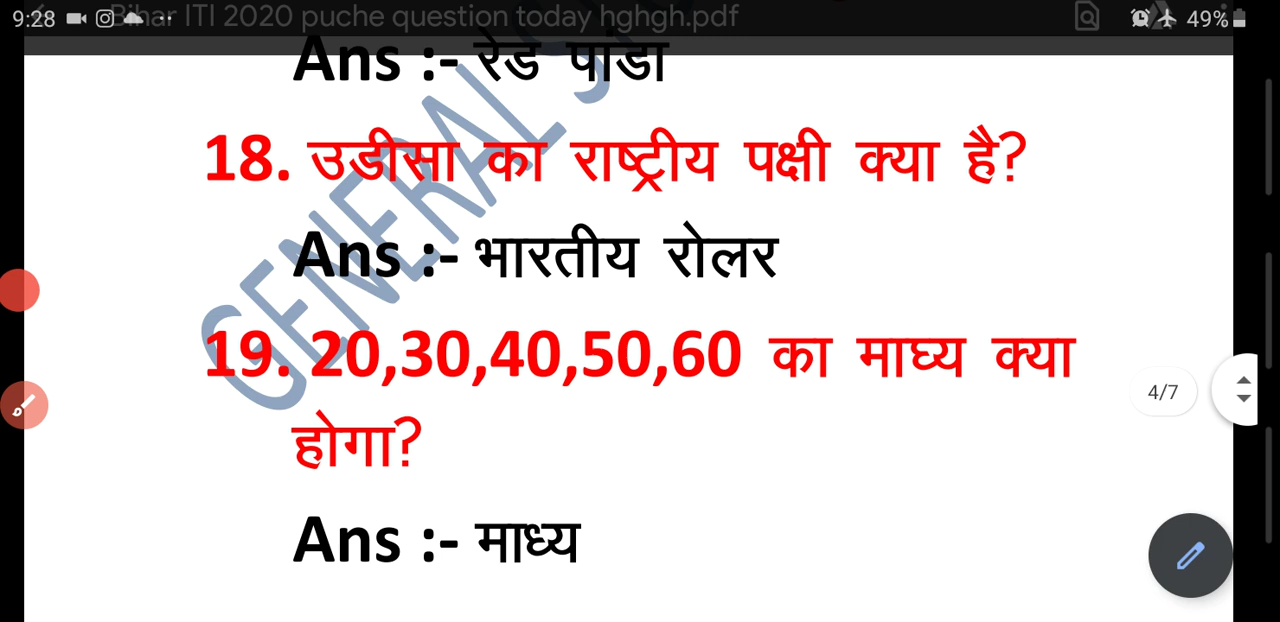 9:28 Bihar ITI 2020 puche question today hghgh.pdf 49%
Ans :- रेड पांडा
18. उडीसा का राष्ट्रीय पक्षी क्या है?
Ans :- भारतीय रोलर
19. 20,30,40,50,60 का माघ्य क्या
4/7
होगा?
Ans :- माध्य
GENERAL